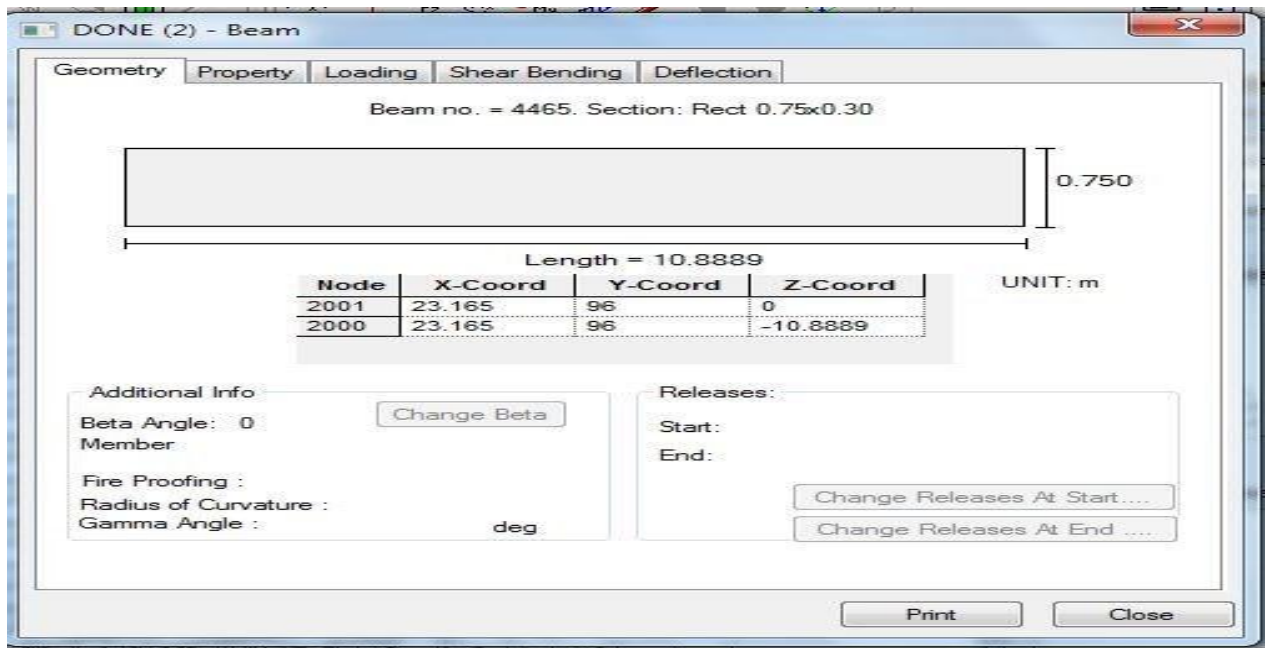 DONE (2) - Beam
Geometry Property Loading Shear Bending Deflection
Beam no. = 4465. Section: Rect 0.75x0.30
0.750
Length = 10.8889
UNIT: m
Node X-Coord Y-Coord Z-Coord
2001 23.165 96 0
2000 23.165 96 -10.8889
Additional Info
Beta Angle: 0 Change Beta
Member
Fire Proofing :
Radius of Curvature :
Gamma Angle : deg
Releases:
Start:
End:
Change Releases At Start....
Change Releases At End ....
Print Close